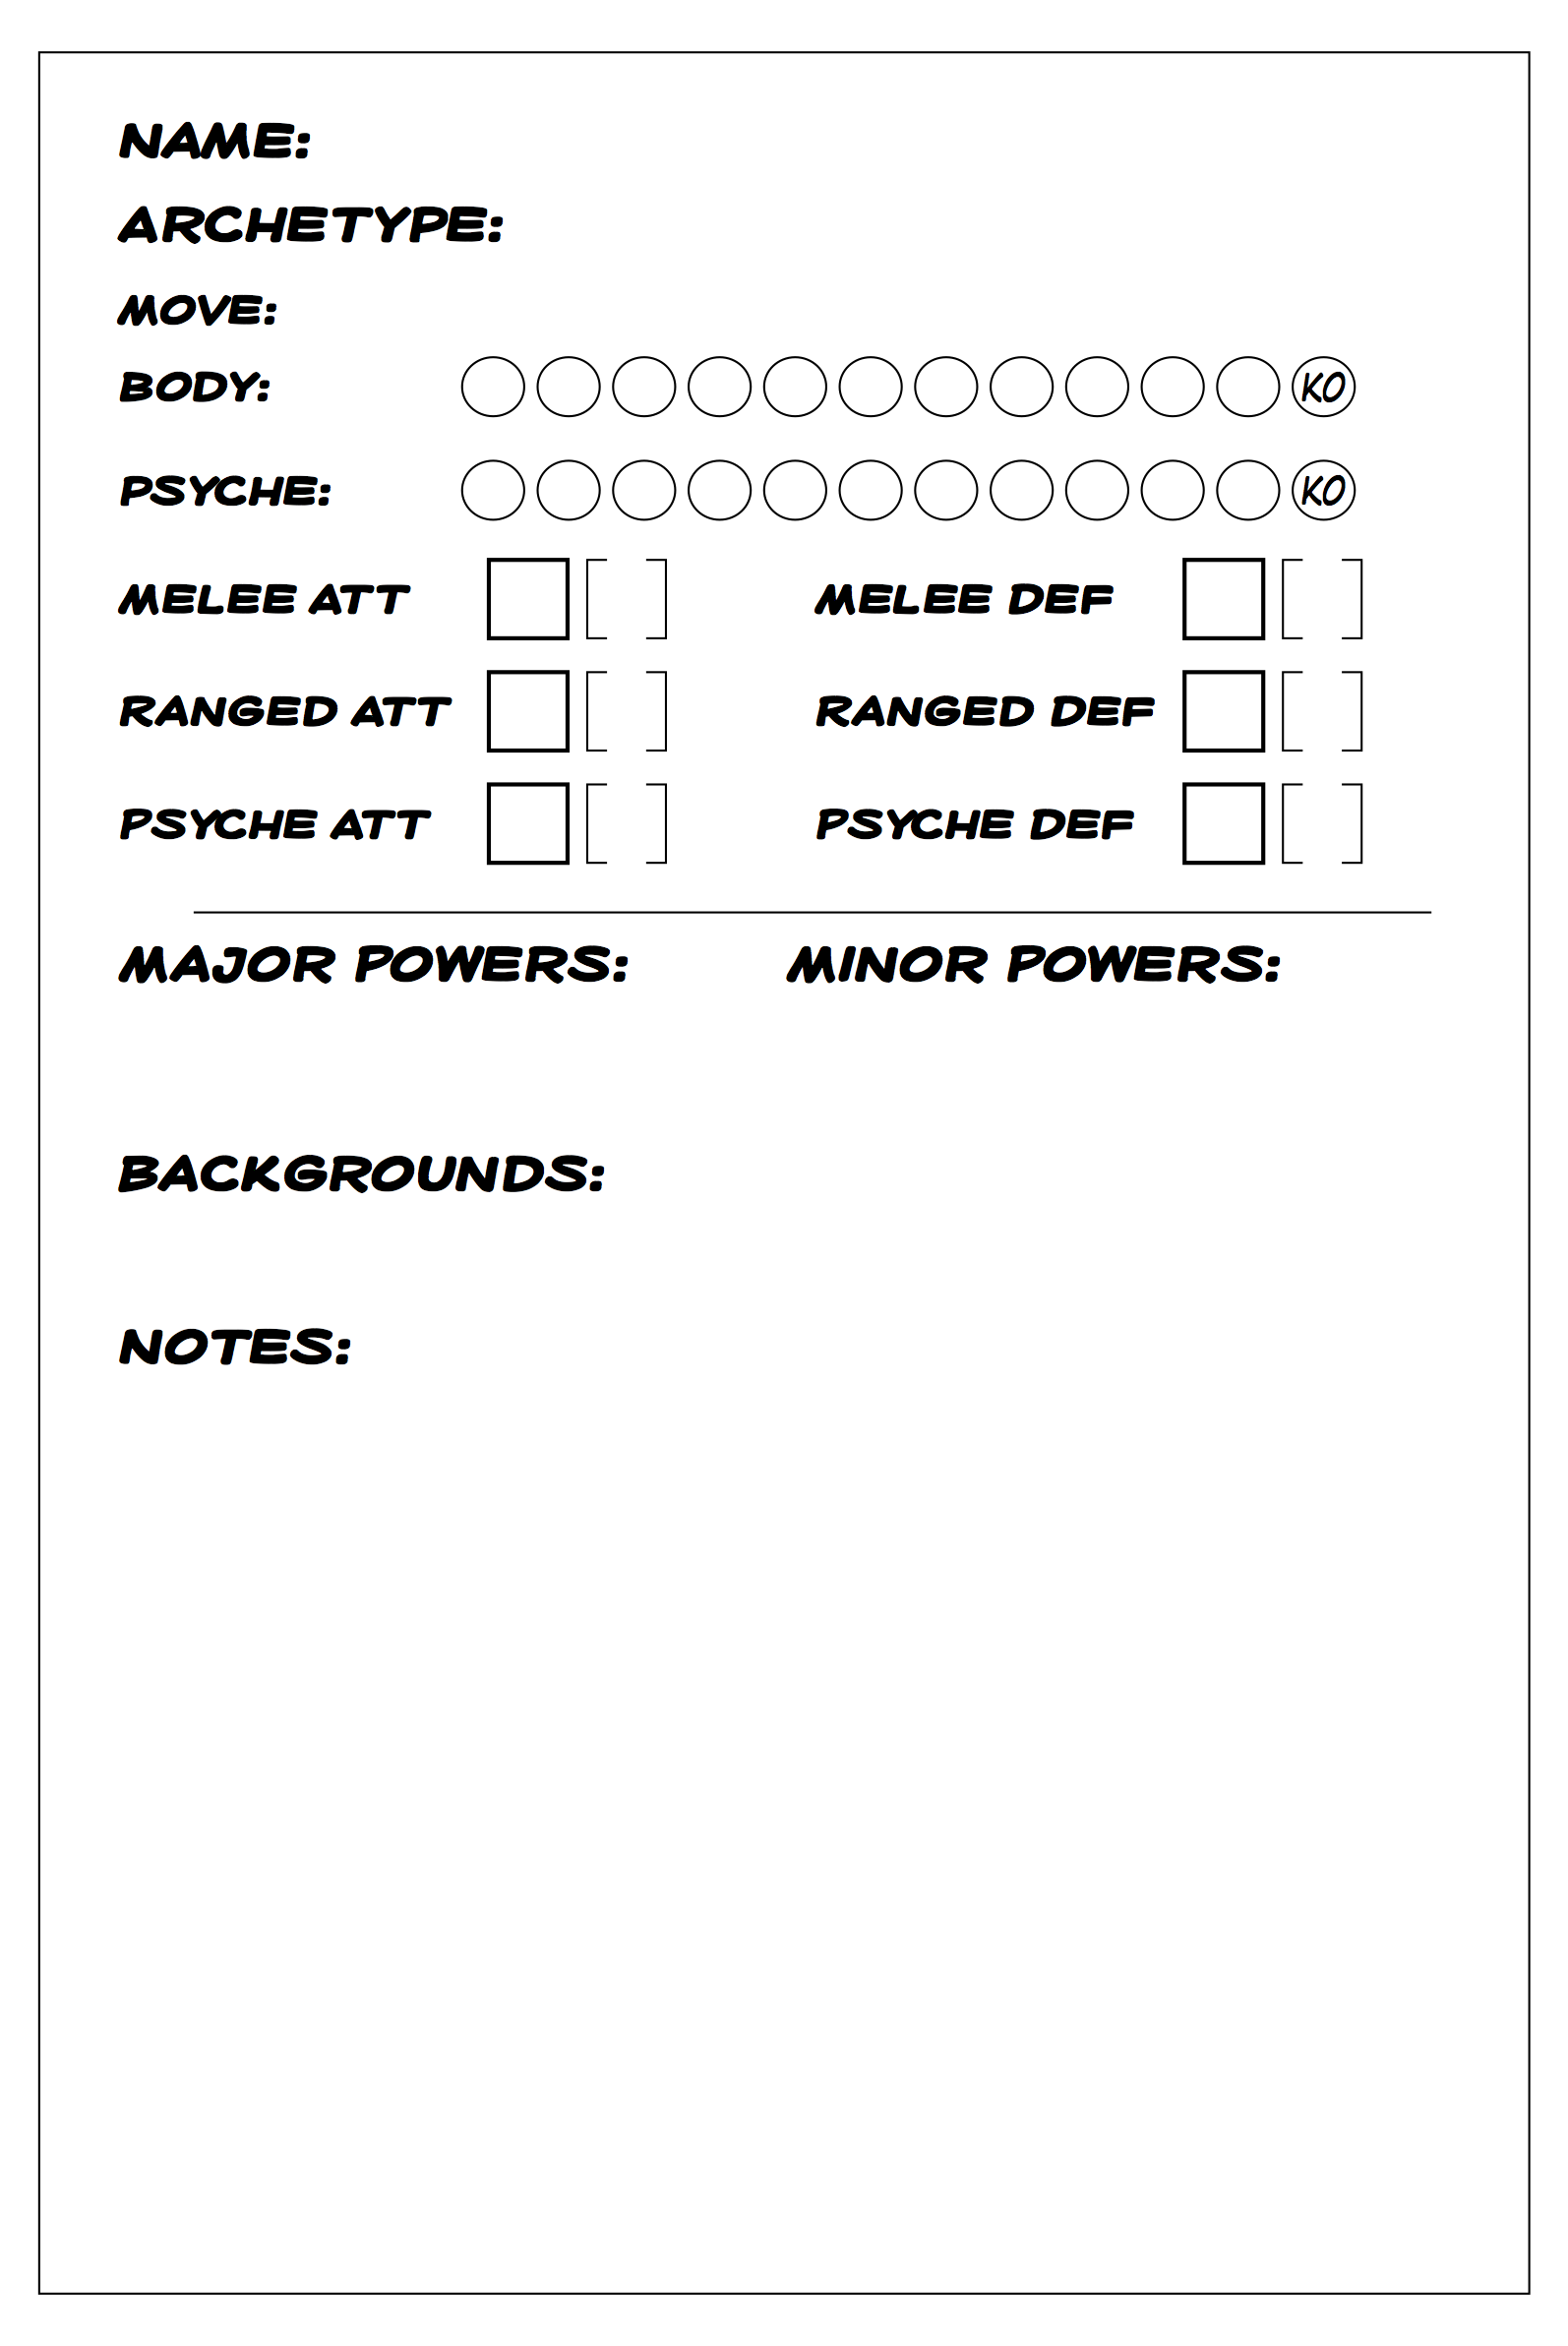 NAME:
ARCHETYPE:
MOVE:
BODY: KO
PSYCHE: KO
MELEE ATT [ ] MELEE DEF [ ]
RANGED ATT [ ] RANGED DEF [ ]
PSYCHE ATT [ ] PSYCHE DEF [ ]
MAJOR POWERS: MINOR POWERS:
BACKGROUNDS:
NOTES: